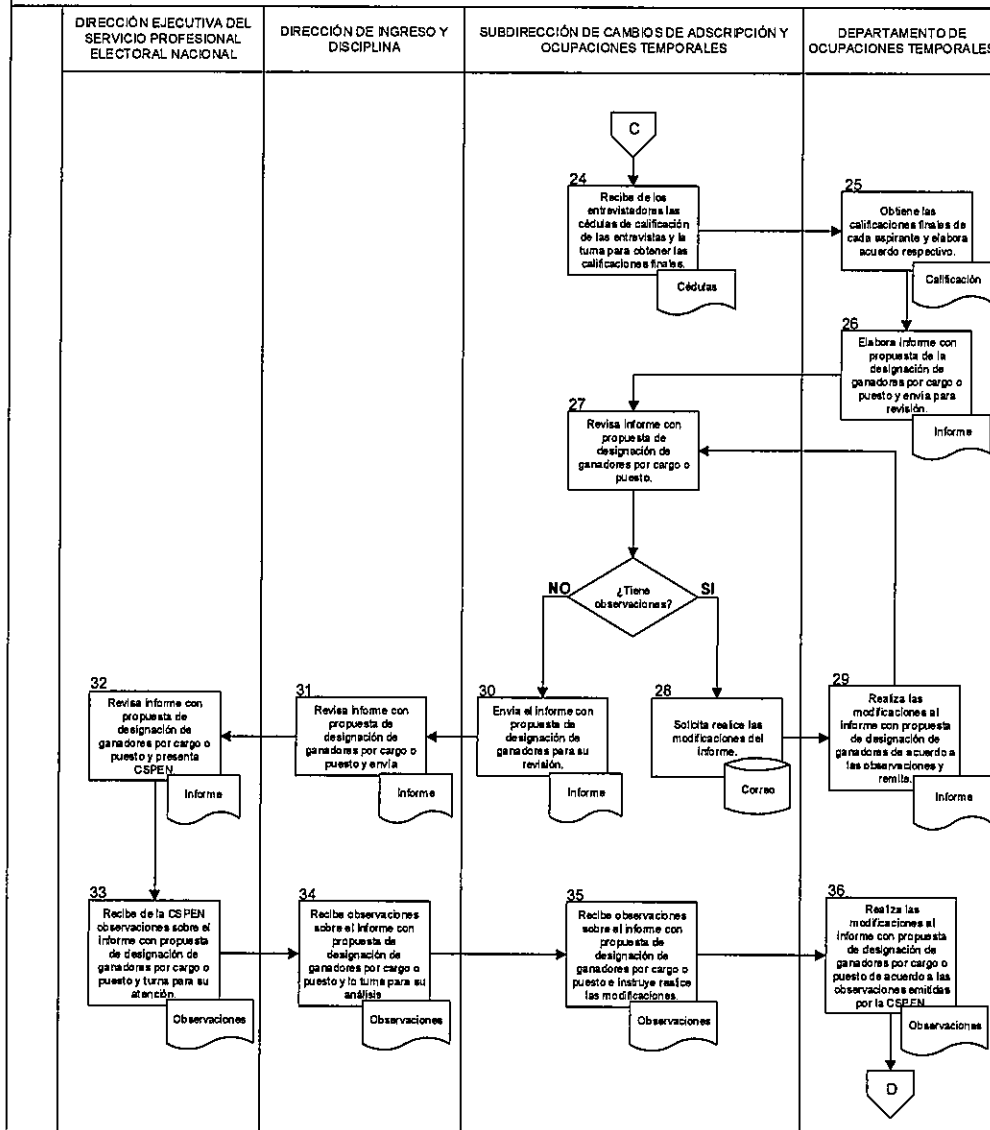 DIRECCIÓN EJECUTIVA DEL
SERVICIO PROFESIONAL
ELECTORAL NACIONAL
DIRECCIÓN DE INGRESO Y
DISCIPLINA
SUBDIRECCIÓN DE CAMBIOS DE ADSCRIPCIÓN Y
OCUPACIONES TEMPORALES
DEPARTAMENTO DE
OCUPACIONES TEMPORALES
C
24
Recibe de los
entrevistadores las
cédulas de calificación
de las entrevistas y la
turna para obtener las
calificaciones finales.
Cédulas
25
Obtiene las
calificaciones finales de
cada aspirante y elabora
acuerdo respectivo.
Calificación
26
Elabora informe con
propuesta de la
designación de
ganadores por cargo o
puesto y envía para
revisión.
Informe
27
Revisa informe con
propuesta de
designación de
ganadores por cargo o
puesto.
¿Tiene
observaciones?
NO
SI
28
Solicita realice las
modificaciones del
informe.
Correo
29
Realiza las
modificaciones al
informe con propuesta
de designación de
ganadores de acuerdo a
las observaciones y
remite.
Informe
30
Envía el informe con
propuesta de
designación de
ganadores para su
revisión.
Informe
31
Revisa informe con
propuesta de
designación de
ganadores por cargo o
puesto y envía
Informe
32
Revisa informe con
propuesta de
designación de
ganadores por cargo o
puesto y presenta
CSPEN.
Informe
33
Recibe de la CSPEN
observaciones sobre el
informe con propuesta
de designación de
ganadores por cargo o
puesto y turna para su
atención.
Observaciones
34
Recibe observaciones
sobre el informe con
propuesta de
designación de
ganadores por cargo o
puesto y lo turna para su
análisis
Observaciones
35
Recibe observaciones
sobre el informe con
propuesta de
designación de
ganadores por cargo o
puesto e instruye realice
las modificaciones.
Observaciones
36
Realiza las
modificaciones al
informe con propuesta
de designación de
ganadores por cargo o
puesto de acuerdo a las
observaciones emitidas
por la CSPEN
Observaciones
D